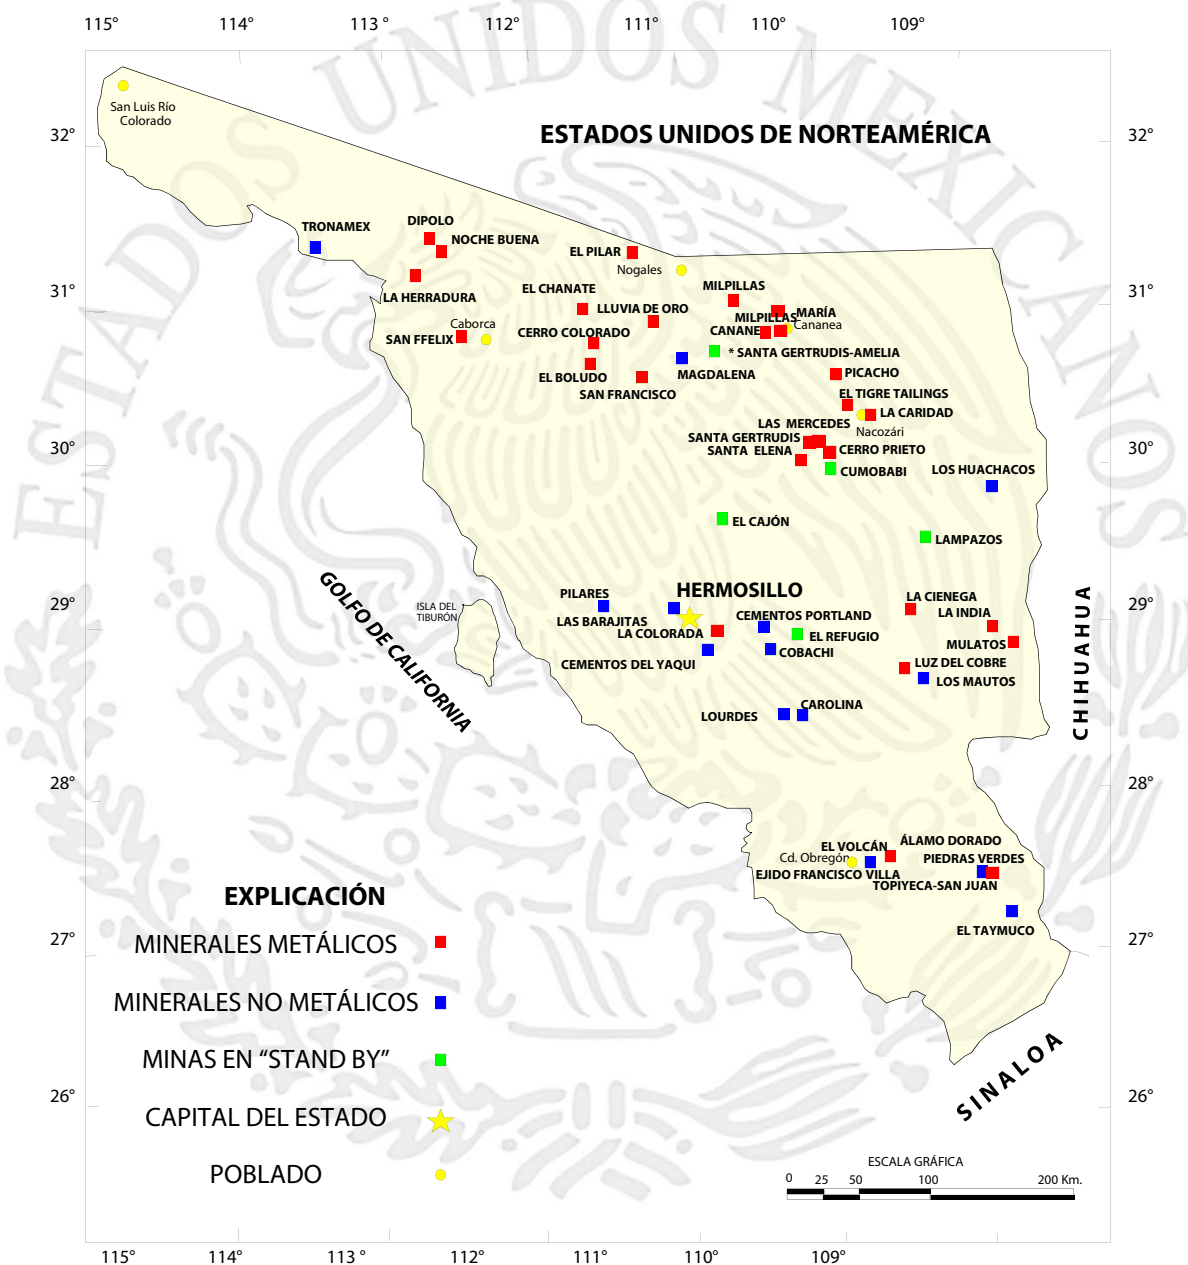 115° 114° 113 ° 112° 111° 110° 109°
ESTADOS UNIDOS MEXICANOS
San Luis Río
Colorado
32° 32°
ESTADOS UNIDOS DE NORTEAMÉRICA
TRONAMEX
DIPOLO
NOCHE BUENA
EL PILAR
Nogales
31° 31°
LA HERRADURA
EL CHANATE
MILPILLAS
LLUVIA DE ORO
MILPILLAS
MARÍA
Caborca
SAN FFELIX
CERRO COLORADO
CANANE
Cananea
* SANTA GERTRUDIS-AMELIA
EL BOLUDO
MAGDALENA
PICACHO
SAN FRANCISCO
EL TIGRE TAILINGS
LA CARIDAD
LAS MERCEDES
Nacozári
SANTA GERTRUDIS
SANTA ELENA
CERRO PRIETO
30° 30°
CUMOBABI
LOS HUACHACOS
EL CAJÓN
LAMPAZOS
GOLFO DE CALIFORNIA
HERMOSILLO
PILARES
LA CIENEGA
29° 29°
ISLA DEL
TIBURÓN
LAS BARAJITAS
CEMENTOS PORTLAND
LA INDIA
LA COLORADA
EL REFUGIO
MULATOS
COBACHI
CEMENTOS DEL YAQUI
LUZ DEL COBRE
LOS MAUTOS
CHIHUAHUA
CAROLINA
LOURDES
28° 28°
EL VOLCÁN
ÁLAMO DORADO
Cd. Obregón
PIEDRAS VERDES
EJIDO FRANCISCO VILLA
TOPIYECA-SAN JUAN
EL TAYMUCO
27° 27°
EXPLICACIÓN
MINERALES METÁLICOS
MINERALES NO METÁLICOS
MINAS EN “STAND BY”
CAPITAL DEL ESTADO
POBLADO
SINALOA
26° 26°
ESCALA GRÁFICA
0 25 50 100 200 Km.
115° 114° 113 ° 112° 111° 110° 109°